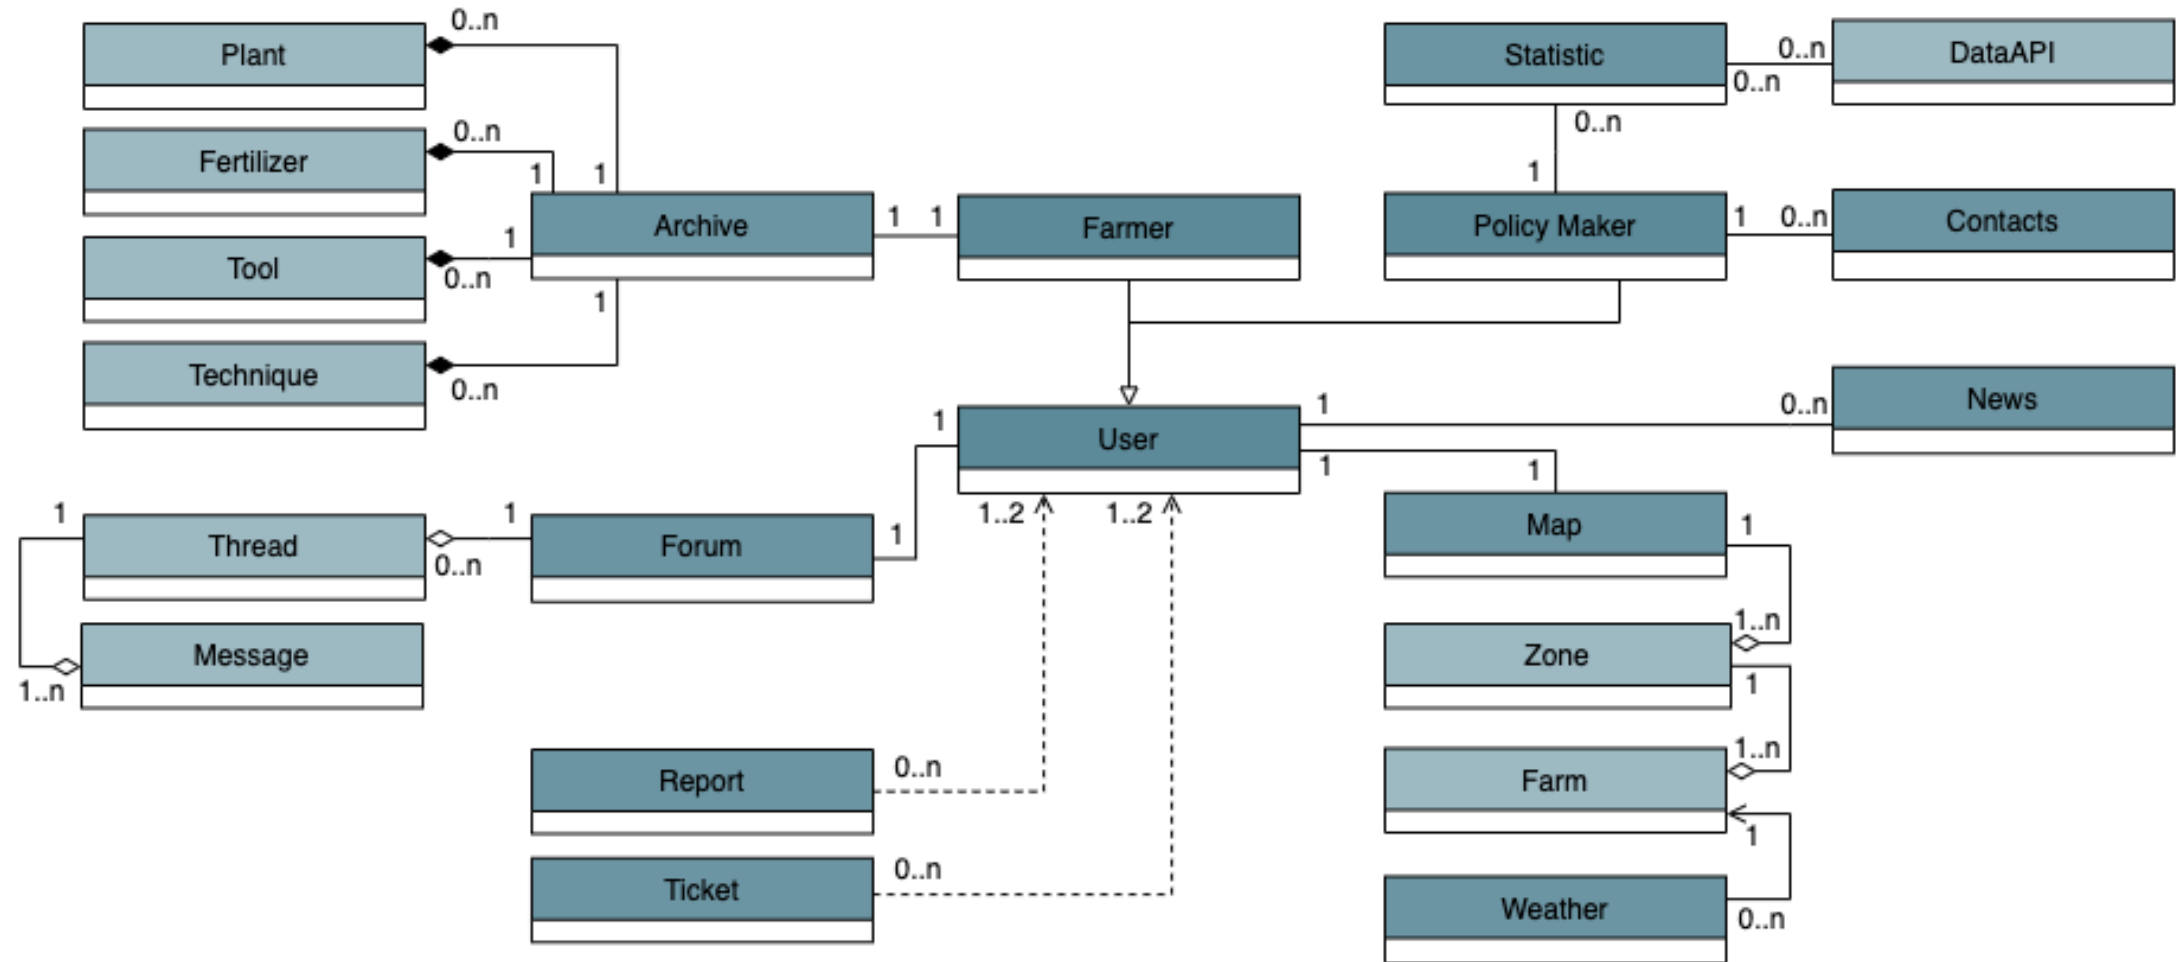 0..n
Plant
Statistic
0..n
DataAPI
0..n
0..n
Fertilizer
0..n
1
1
1
Archive
1
1
Farmer
Policy Maker
1
0..n
Contacts
1
Tool
0..n
1
Technique
0..n
1
User
1
0..n
News
1
1
1
Thread
0..n
1
Forum
1
1..2
1..2
Map
1
Message
1..n
1..n
Zone
1
Report
0..n
1..n
Farm
1
Ticket
0..n
Weather
0..n